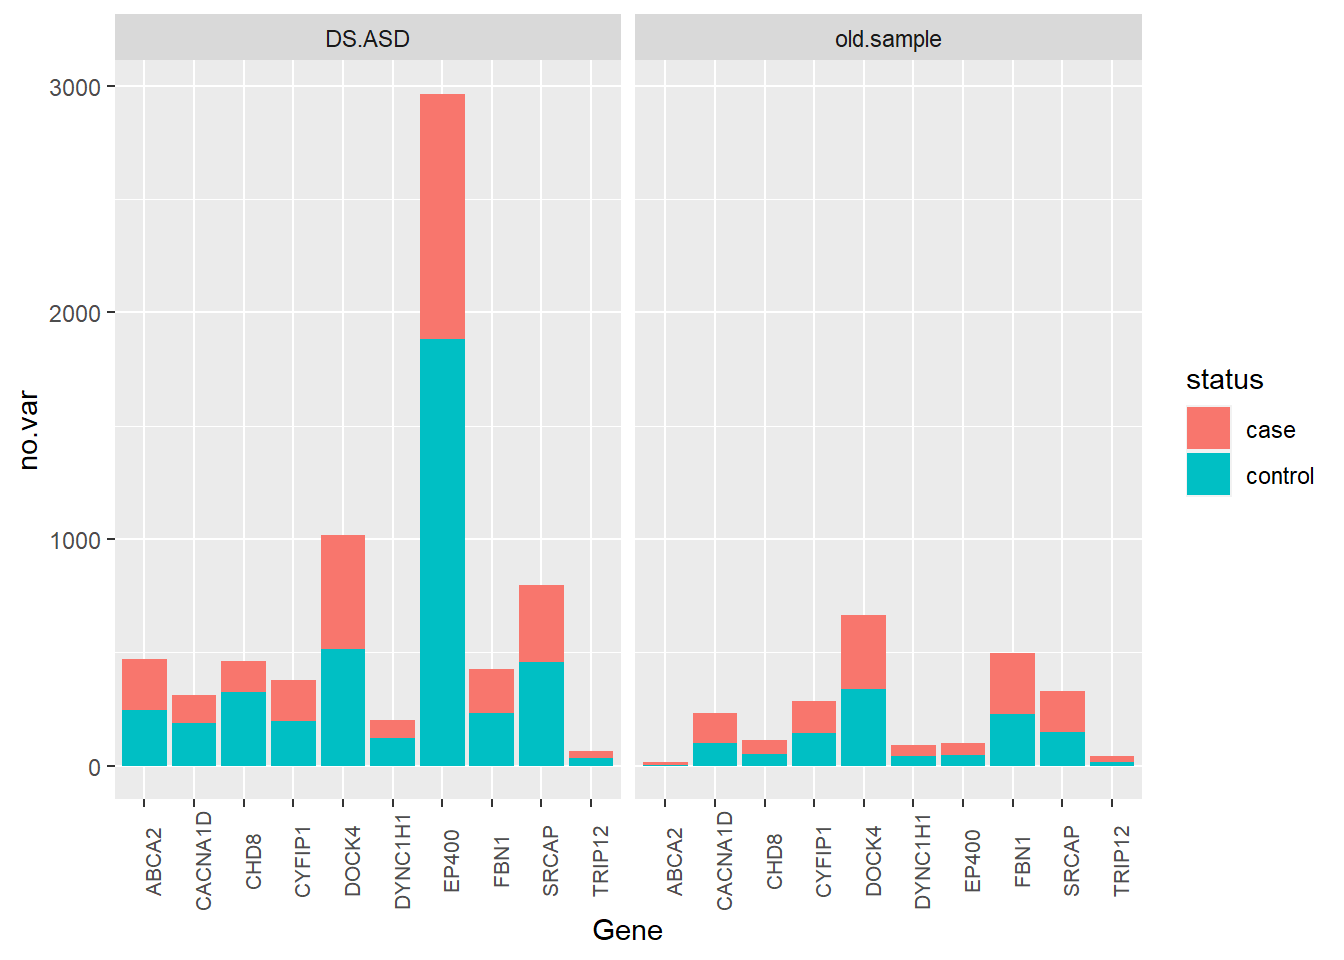 DS.ASD
old.sample
3000
2000
1000
0
no.var
ABCA2
CACNA1D
CHD8
CYFIP1
DOCK4
DYNC1H1
EP400
FBN1
SRCAP
TRIP12
ABCA2
CACNA1D
CHD8
CYFIP1
DOCK4
DYNC1H1
EP400
FBN1
SRCAP
TRIP12
Gene
status
case
control